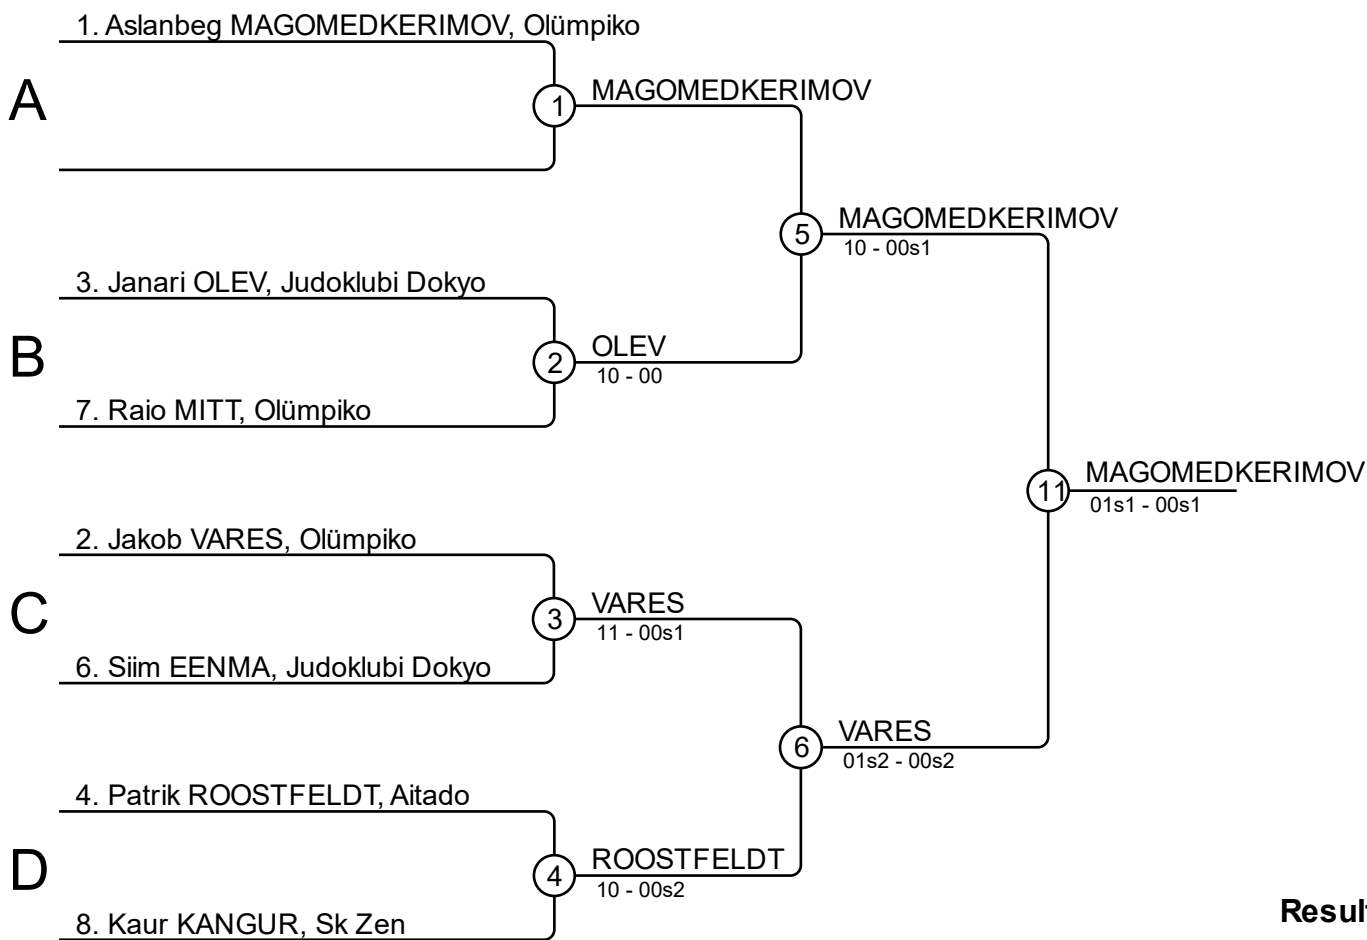 1. Aslanbeg MAGOMEDKERIMOV, Olümpiko
A
1
MAGOMEDKERIMOV
5
MAGOMEDKERIMOV
10 - 00s1
3. Janari OLEV, Judoklubi Dokyo
B
2
OLEV
10 - 00
7. Raio MITT, Olümpiko
11
MAGOMEDKERIMOV
01s1 - 00s1
2. Jakob VARES, Olümpiko
C
3
VARES
11 - 00s1
6. Siim EENMA, Judoklubi Dokyo
6
VARES
01s2 - 00s2
4. Patrik ROOSTFELDT, Aitado
D
4
ROOSTFELDT
10 - 00s2
8. Kaur KANGUR, Sk Zen